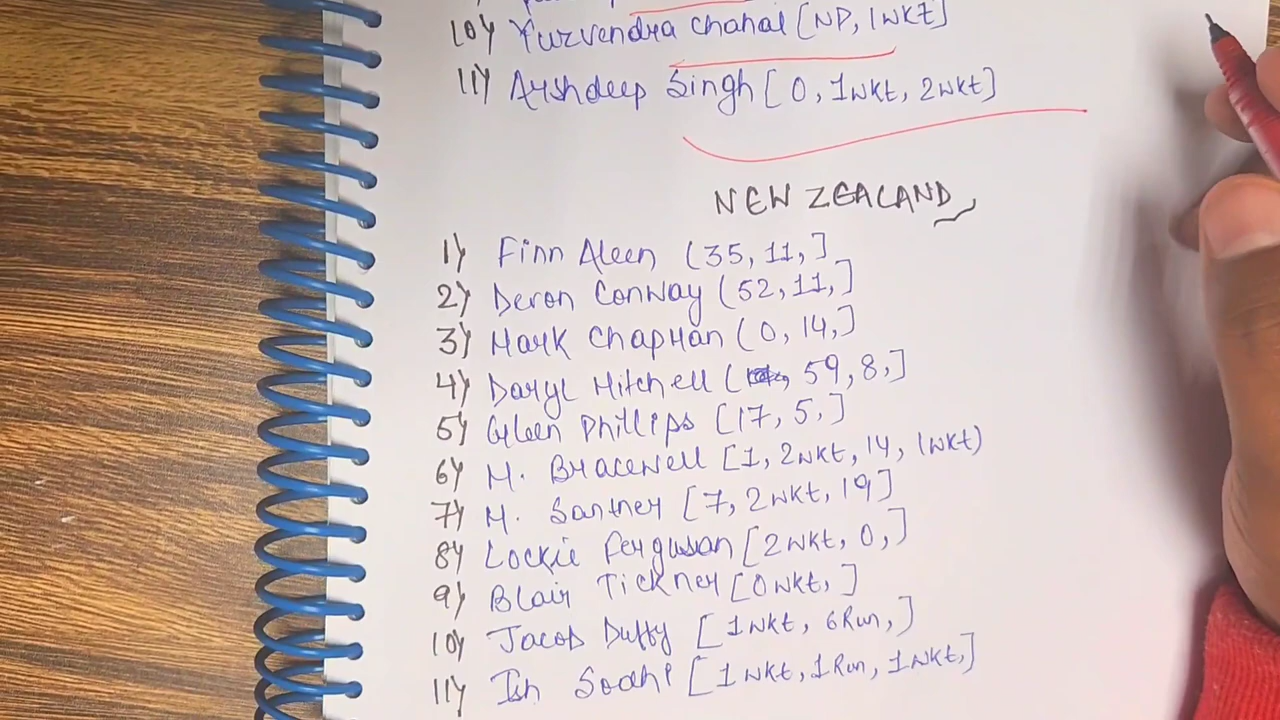 10) Yuzvendra Chahal [NP, 1wkt]
11) Arshdeep Singh [0, 1wkt, 2wkt]
NEW ZEALAND
1) Finn Aleen (35, 11,]
2) Devon Conway (52, 11,]
3) Mark Chapman (0, 14,]
4) Daryl Mitchell ( , 59, 8,]
5) Gleen Phillips [17, 5,]
6) M. Bracewell [1, 2wkt, 14, 1wkt)
7) M. Santner [7, 2wkt, 19]
8) Lockie Ferguson [2wkt, 0,]
9) Blair Tickner [0wkt, ]
10) Jacob Duffy [1wkt, 6Run,]
11) Ish Sodhi [1wkt, 1Run, 1wkt,]